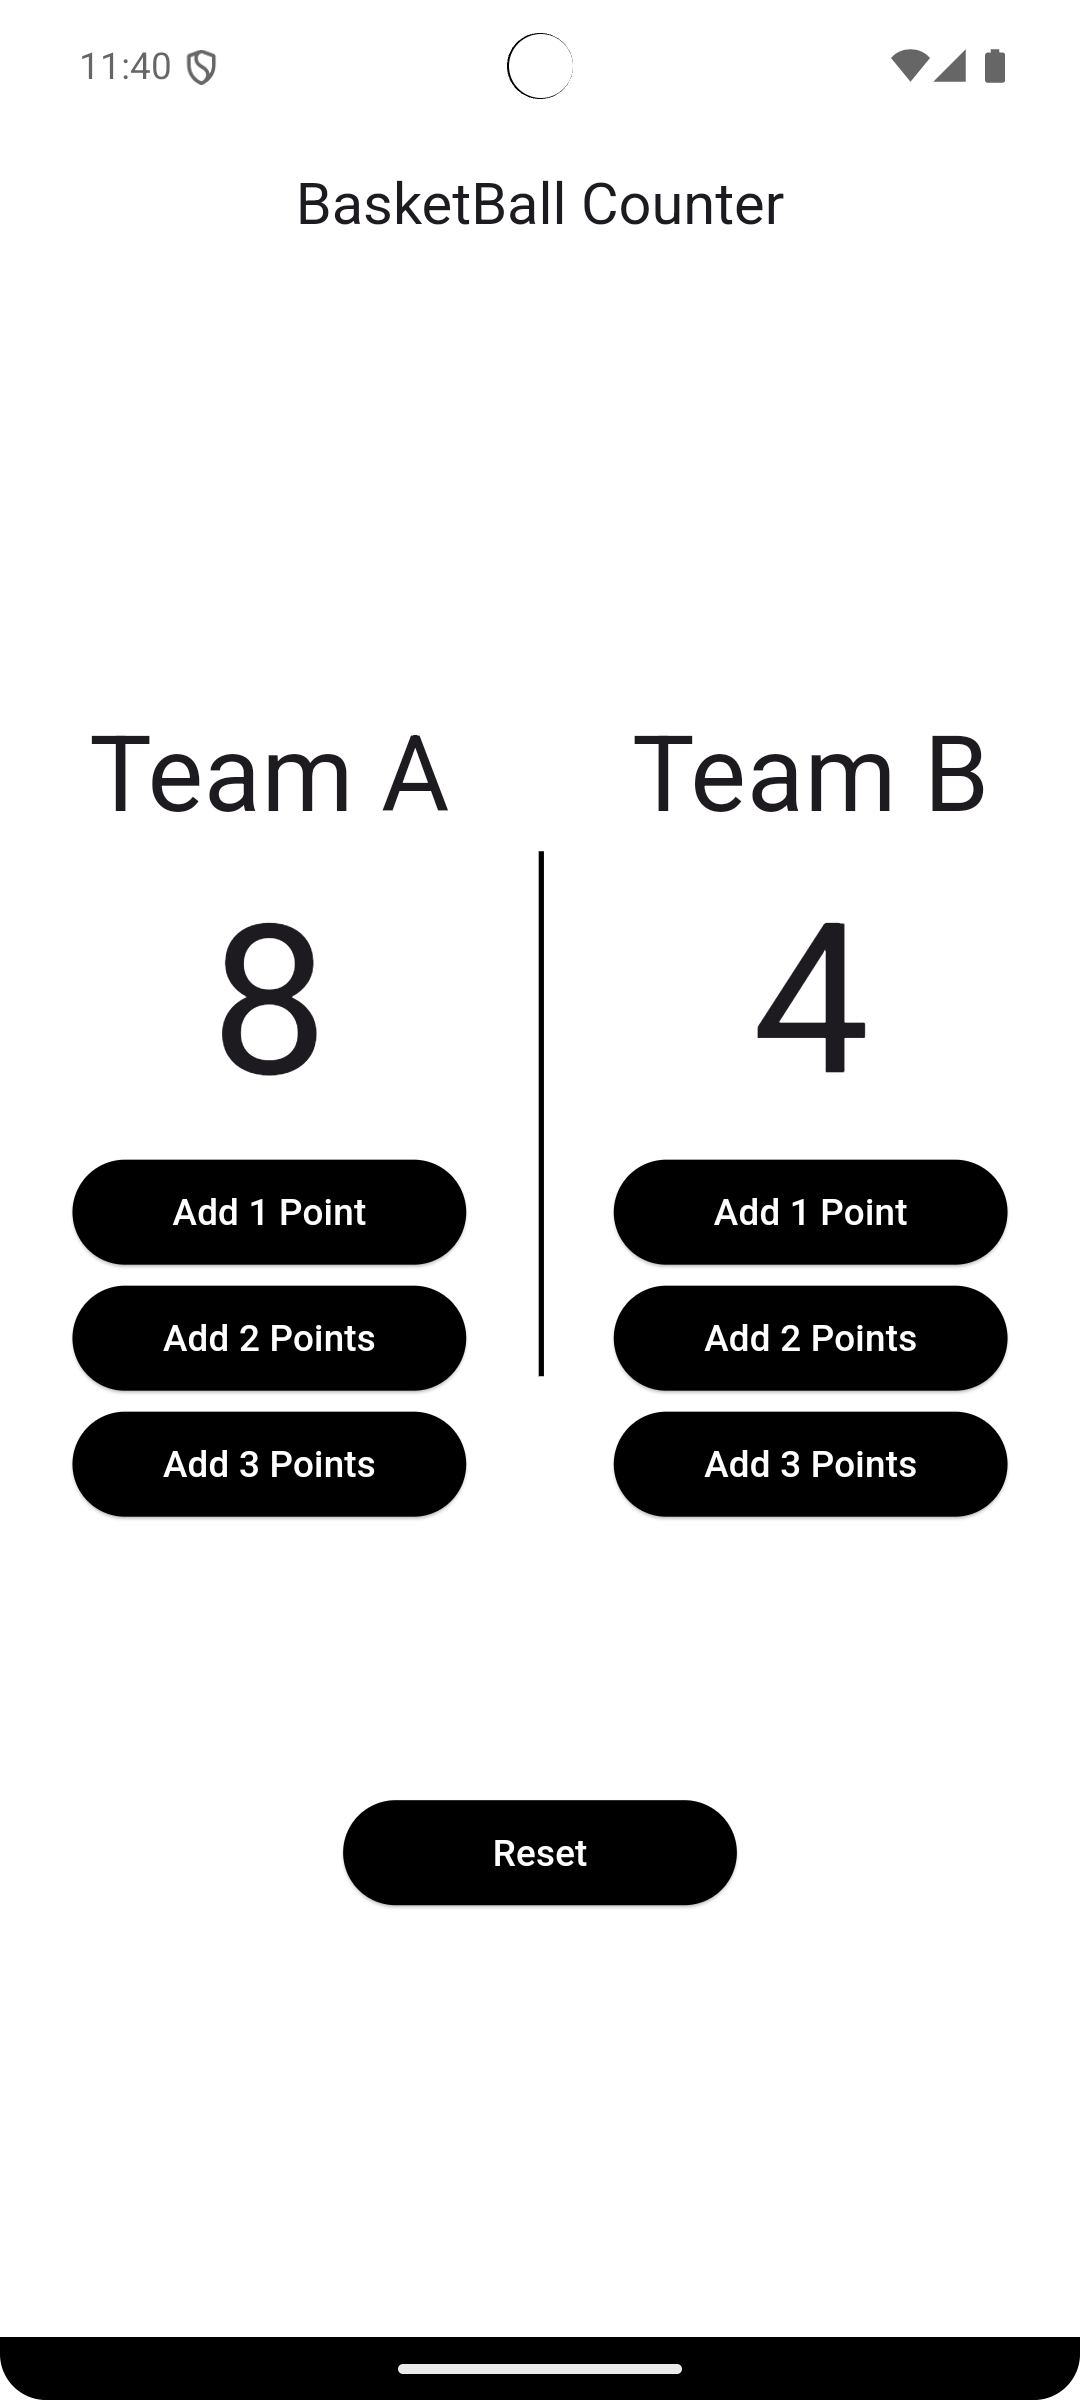 11:40
BasketBall Counter
Team A
8
Add 1 Point
Add 2 Points
Add 3 Points
Team B
4
Add 1 Point
Add 2 Points
Add 3 Points
Reset